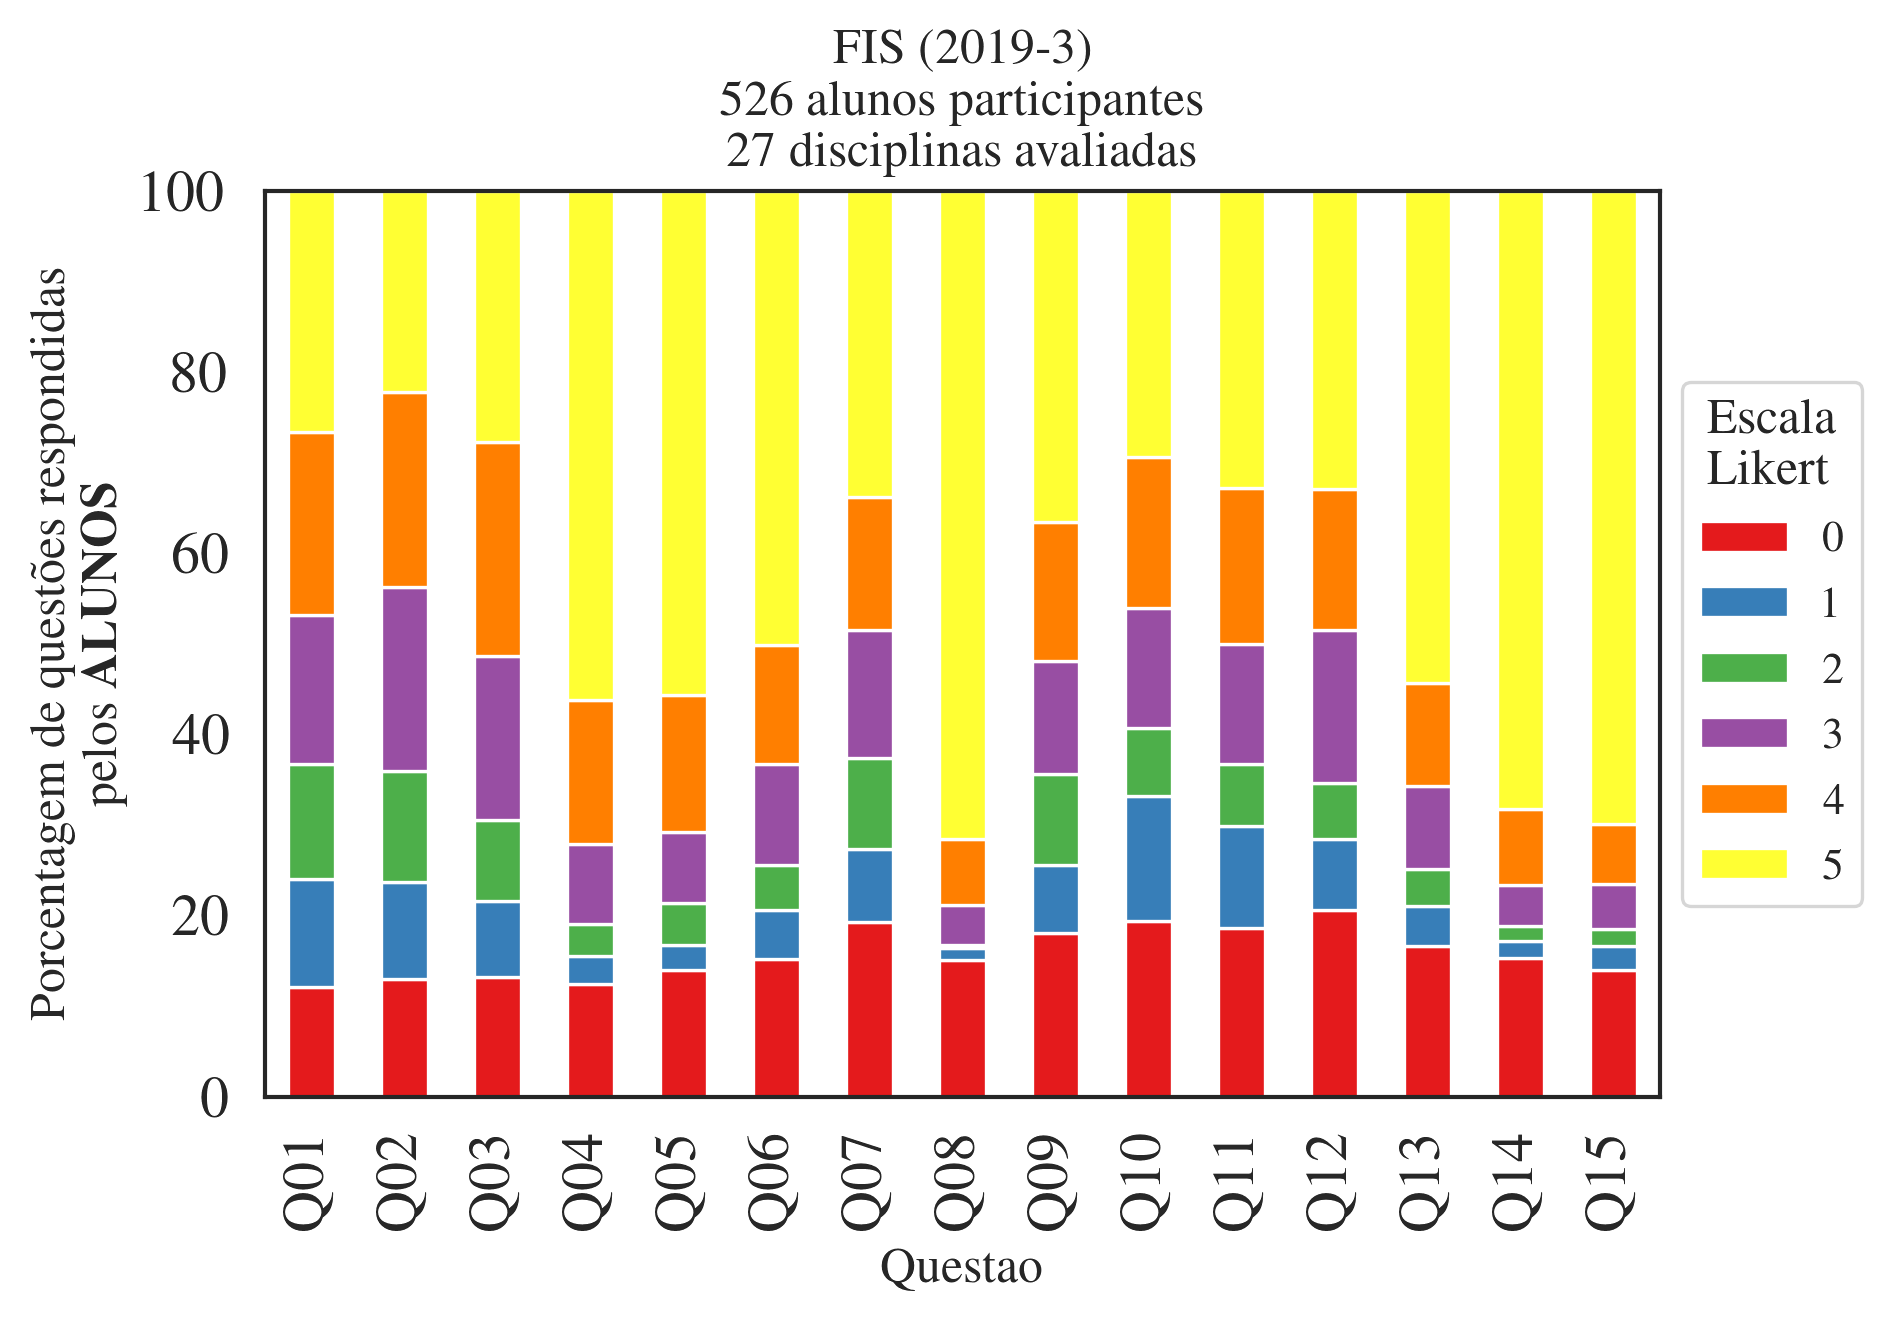 FIS (2019-3)
526 alunos participantes
27 disciplinas avaliadas
Porcentagem de questões respondidas
pelos ALUNOS
100
80
60
40
20
0
Q01
Q02
Q03
Q04
Q05
Q06
Q07
Q08
Q09
Q10
Q11
Q12
Q13
Q14
Q15
Questao
Escala
Likert
0
1
2
3
4
5